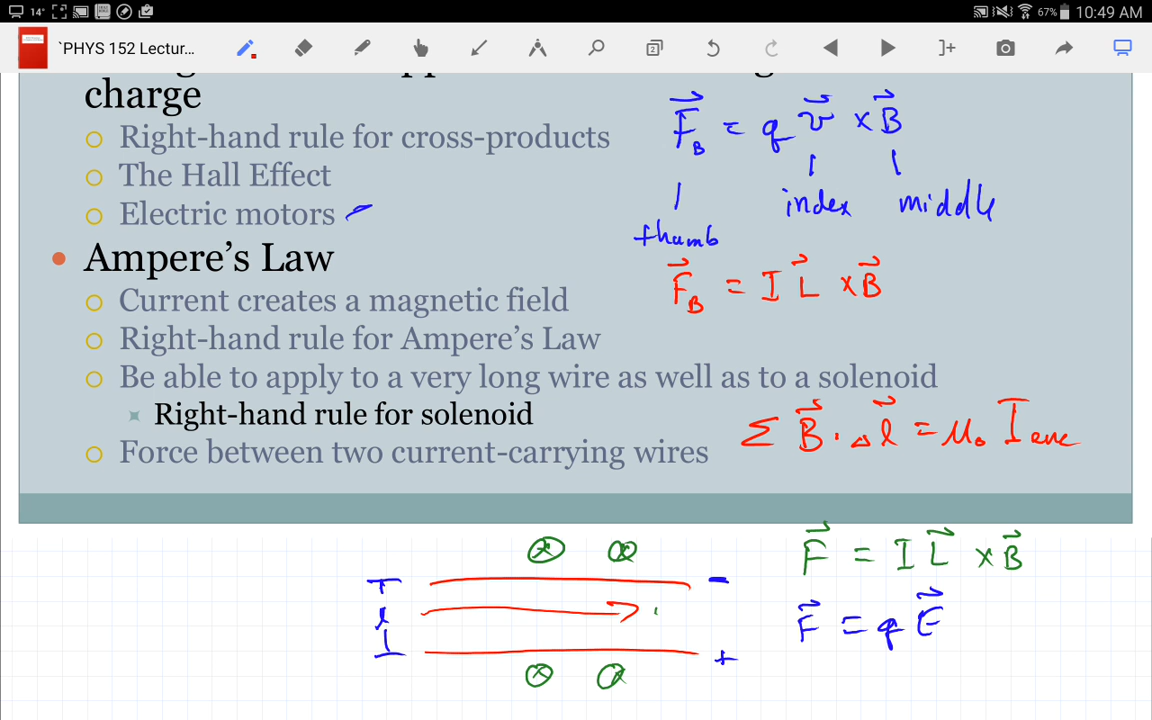 14°
67%
10:49 AM
`PHYS 152 Lectur...
2
charge
Right-hand rule for cross-products
The Hall Effect
Electric motors
F_B = q v × B
thumb index middle
Ampere's Law
F_B = I L × B
Current creates a magnetic field
Right-hand rule for Ampere's Law
Be able to apply to a very long wire as well as to a solenoid
Right-hand rule for solenoid
Σ B · Δl = μ₀ I enc
Force between two current-carrying wires
F = I L × B
l
−
+
F = q E